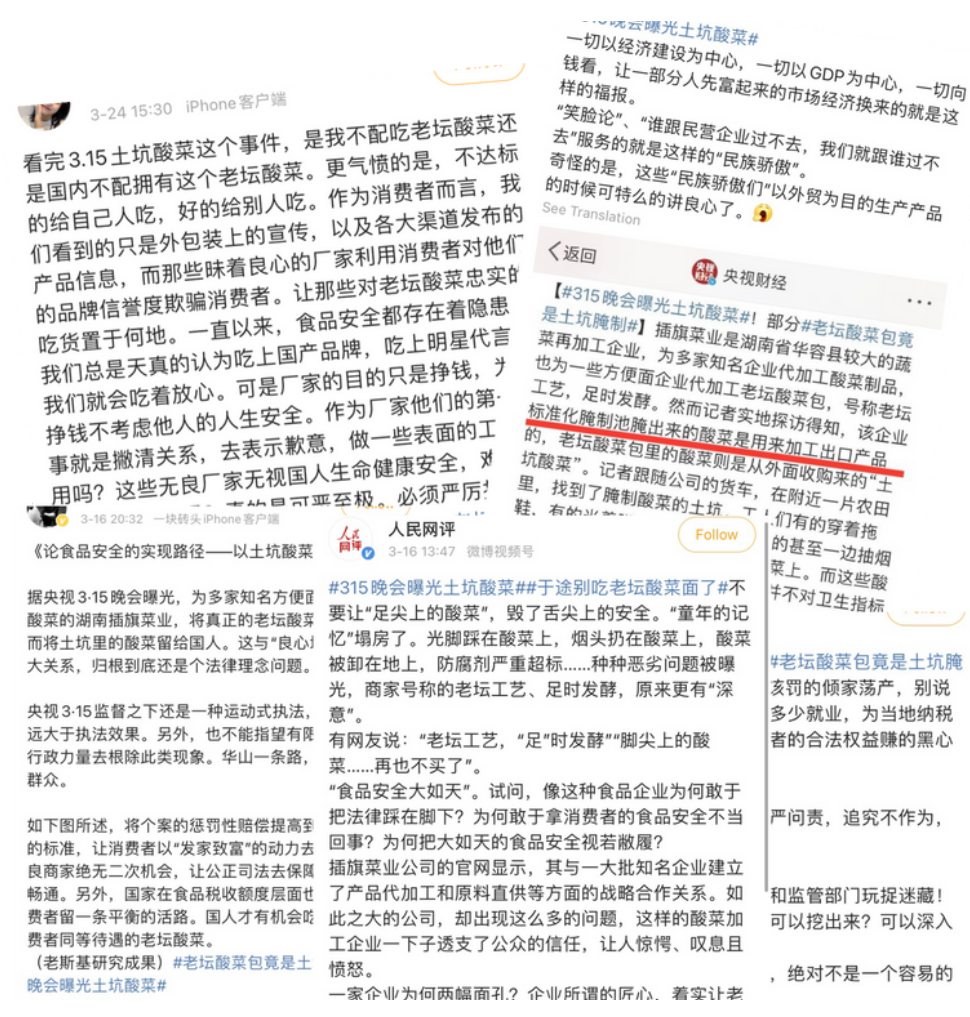 3-24 15:30 iPhone客户端
看完3.15土坑酸菜这个事件，是我不配吃老坛酸菜还
是国内不配拥有这个老坛酸菜。更气愤的是，不达标
的给自己人吃，好的给别人吃。作为消费者而言，我
们看到的只是外包装上的宣传，以及各大渠道发布的
产品信息，而那些昧着良心的厂家利用消费者对他们
的品牌信誉度欺骗消费者。让那些对老坛酸菜忠实的
吃货置于何地。一直以来，食品安全都存在着隐患
我们总是天真的认为吃上国产品牌，吃上明星代言
我们就会吃着放心。可是厂家的目的只是挣钱，为
挣钱不考虑他人的人生安全。作为厂家他们的第一
事就是撇清关系，去表示歉意，做一些表面的工
用吗？这些无良厂家无视国人生命健康安全，对
真的是可恶至极。必须严厉
#315晚会曝光土坑酸菜#
一切以经济建设为中心，一切以GDP为中心，一切向
钱看，让一部分人先富起来的市场经济换来的就是这
样的福报。
“笑脸论”、“谁跟民营企业过不去，我们就跟谁过不
去”服务的就是这样的“民族骄傲”。
奇怪的是，这些“民族骄傲们”以外贸为目的生产产品
的时候可特么的讲良心了。
See Translation
返回
央视财经
【#315晚会曝光土坑酸菜#！部分#老坛酸菜包竟
是土坑腌制#】插旗菜业是湖南省华容县较大的蔬
菜再加工企业，为多家知名企业代加工酸菜制品，
也为一些方便面企业代加工老坛酸菜包，号称老坛
工艺，足时发酵。然而记者实地探访得知，该企业
标准化腌制池腌出来的酸菜是用来加工出口产品
的，老坛酸菜包里的酸菜则是从外面收购来的“土
坑酸菜”。记者跟随公司的货车，在附近一片农田
里，找到了腌制酸菜的土坑，工人们有的穿着拖
鞋，有的光着
的甚至一边抽烟
菜上。而这些酸
并不对卫生指标
3-16 20:32 一块砖头iPhone客户端
《论食品安全的实现路径——以土坑酸菜
据央视3·15晚会曝光，为多家知名方便面
酸菜的湖南插旗菜业，将真正的老坛酸菜
而将土坑里的酸菜留给国人。这与“良心
大关系，归根到底还是个法律理念问题。
央视3·15监督之下还是一种运动式执法，
远大于执法效果。另外，也不能指望有限
行政力量去根除此类现象。华山一条路，
群众。
如下图所述，将个案的惩罚性赔偿提高到
的标准，让消费者以“发家致富”的动力去
良商家绝无二次机会，让公正司法去保障
畅通。另外，国家在食品税收额度层面也
费者留一条平衡的活路。国人才有机会吃
费者同等待遇的老坛酸菜。
（老斯基研究成果）#老坛酸菜包竟是土
晚会曝光土坑酸菜#
人民网评
人民网评
3-16 13:47 微博视频号
Follow
#315晚会曝光土坑酸菜##于途别吃老坛酸菜面了#不
要让“足尖上的酸菜”，毁了舌尖上的安全。“童年的记
忆”塌房了。光脚踩在酸菜上，烟头扔在酸菜上，酸菜
被卸在地上，防腐剂严重超标……种种恶劣问题被曝
光，商家号称的老坛工艺、足时发酵，原来更有“深
意”。
有网友说：“老坛工艺，“足”时发酵”“脚尖上的酸
菜……再也不买了”。
“食品安全大如天”。试问，像这种食品企业为何敢于
把法律踩在脚下？为何敢于拿消费者的食品安全不当
回事？为何把大如天的食品安全视若敝履？
插旗菜业公司的官网显示，其与一大批知名企业建立
了产品代加工和原料直供等方面的战略合作关系。如
此之大的公司，却出现这么多的问题，这样的酸菜加
工企业一下子透支了公众的信任，让人惊愕、叹息且
愤怒。
一家企业为何两幅面孔？企业所谓的匠心，着实让老
#老坛酸菜包竟是土坑腌
该罚的倾家荡产，别说
多少就业，为当地纳税
者的合法权益赚的黑心
严问责，追究不作为，
和监管部门玩捉迷藏！
可以挖出来？可以深入
，绝对不是一个容易的